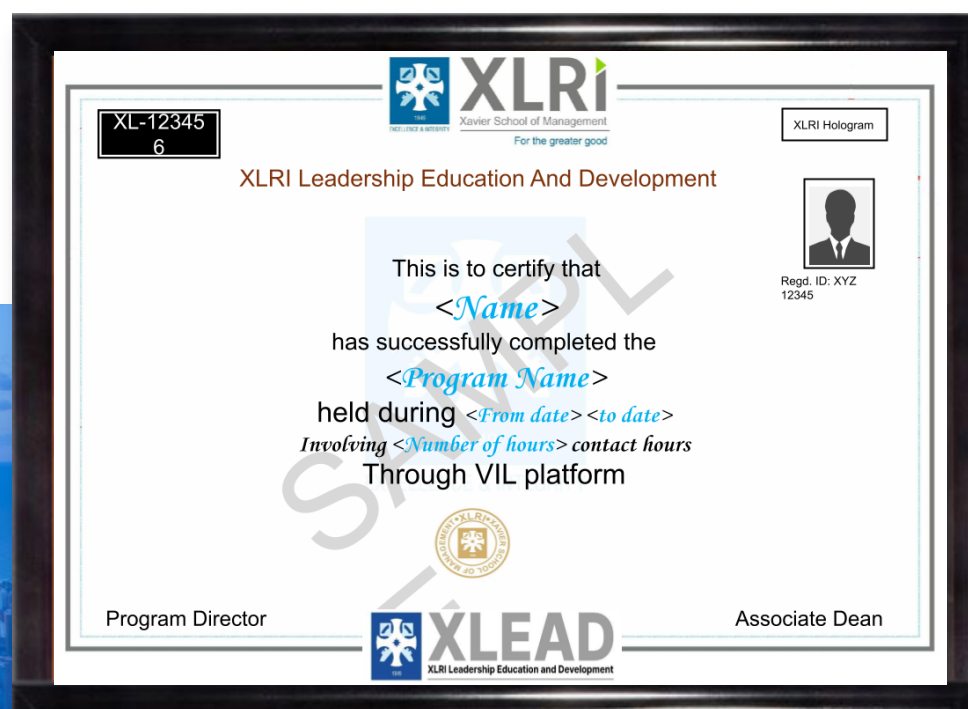 XLRi
Xavier School of Management
1949
EXCELLENCE & INTEGRITY
For the greater good
XL-12345
6
XLRI Hologram
XLRI Leadership Education And Development
Regd. ID: XYZ
12345
This is to certify that
<Name>
has successfully completed the
<Program Name>
held during <From date> <to date>
Involving <Number of hours> contact hours
Through VIL platform
SAMPL
XLRI XAVIER SCHOOL OF MANAGEMENT
Program Director
Associate Dean
XLEAD
1949
XLRI Leadership Education and Development